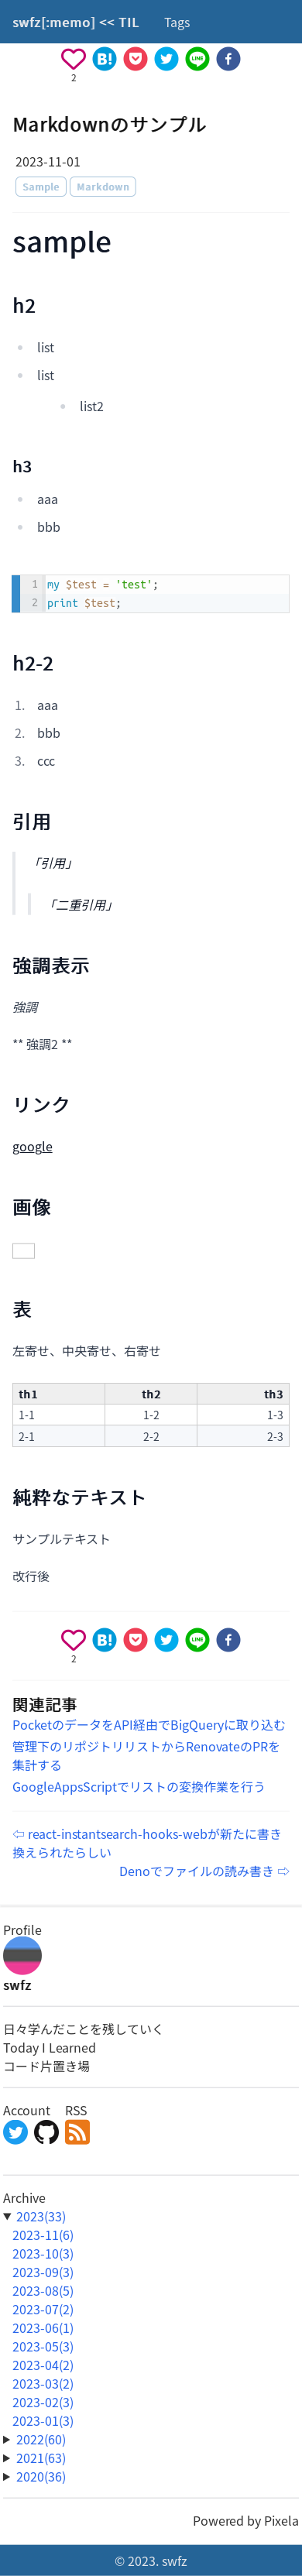 swfz[:memo] << TIL Tags
B!
LINE
f
2
Markdownのサンプル
2023-11-01
Sample Markdown
sample
h2
list
list
list2
h3
aaa
bbb
1 my $test = 'test';
2 print $test;
h2-2
1. aaa
2. bbb
3. ccc
引用
「引用」
「二重引用」
強調表示
強調
** 強調2 **
リンク
google
画像
表
左寄せ、中央寄せ、右寄せ
th1 th2 th3
1-1 1-2 1-3
2-1 2-2 2-3
純粋なテキスト
サンプルテキスト
改行後
B!
LINE
f
2
関連記事
PocketのデータをAPI経由でBigQueryに取り込む
管理下のリポジトリリストからRenovateのPRを
集計する
GoogleAppsScriptでリストの変換作業を行う
⇦ react-instantsearch-hooks-webが新たに書き
換えられたらしい
Denoでファイルの読み書き ⇨
Profile
swfz
日々学んだことを残していく
Today I Learned
コード片置き場
Account RSS
Archive
▼ 2023(33)
2023-11(6)
2023-10(3)
2023-09(3)
2023-08(5)
2023-07(2)
2023-06(1)
2023-05(3)
2023-04(2)
2023-03(2)
2023-02(3)
2023-01(3)
▶ 2022(60)
▶ 2021(63)
▶ 2020(36)
Powered by Pixela
© 2023. swfz